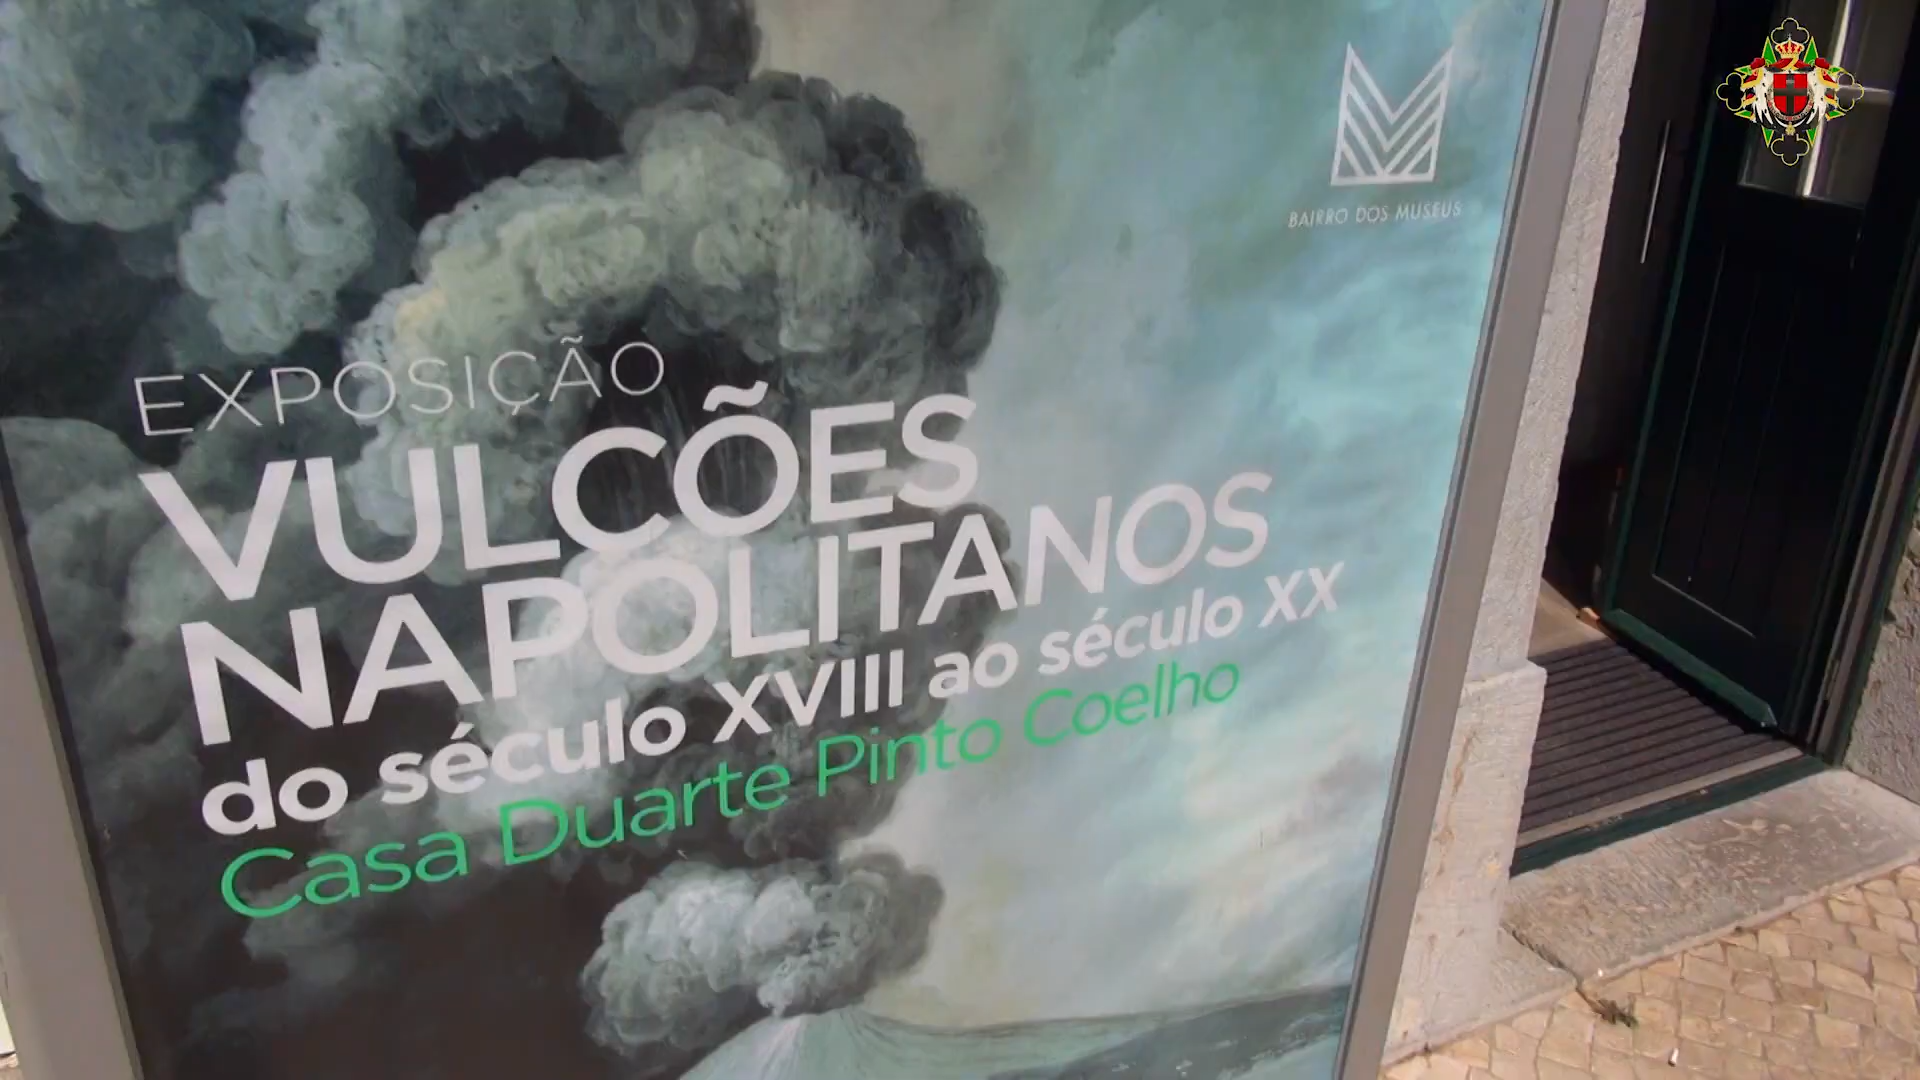 BAIRRO DOS MUSEUS
EXPOSIÇÃO
VULCÕES
NAPOLITANOS
do século XVIII ao século XX
Casa Duarte Pinto Coelho